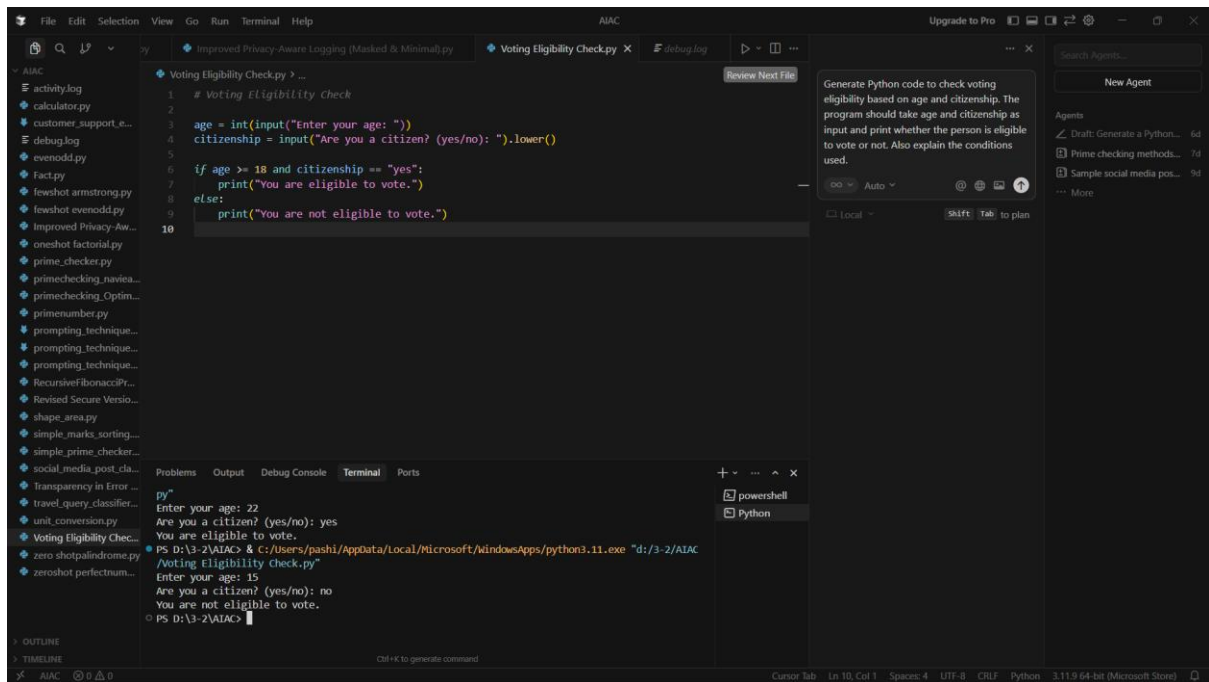 File Edit Selection View Go Run Terminal Help
AIAC
Upgrade to Pro
py
Improved Privacy-Aware Logging (Masked & Minimal).py
Voting Eligibility Check.py
debug.log
AIAC
activity.log
calculator.py
customer_support_e...
debug.log
evenodd.py
Fact.py
fewshot armstrong.py
fewshot evenodd.py
Improved Privacy-Aw...
oneshot factorial.py
prime_checker.py
primechecking_naviea...
primechecking_Optim...
primenumber.py
prompting_technique...
prompting_technique...
prompting_technique...
RecursiveFibonacciPr...
Revised Secure Versio...
shape_area.py
simple_marks_sorting....
simple_prime_checker...
social_media_post_cla...
Transparency in Error ...
travel_query_classifier...
unit_conversion.py
Voting Eligibility Chec...
zero shotpalindrome.py
zeroshot perfectnum...
OUTLINE
TIMELINE
Voting Eligibility Check.py > ...
Review Next File
1 # Voting Eligibility Check
2
3 age = int(input("Enter your age: "))
4 citizenship = input("Are you a citizen? (yes/no): ").lower()
5
6 if age >= 18 and citizenship == "yes":
7 print("You are eligible to vote.")
8 else:
9 print("You are not eligible to vote.")
10
Problems Output Debug Console Terminal Ports
py"
Enter your age: 22
Are you a citizen? (yes/no): yes
You are eligible to vote.
PS D:\3-2\AIAC> & C:/Users/pashi/AppData/Local/Microsoft/WindowsApps/python3.11.exe "d:/3-2/AIAC
/Voting Eligibility Check.py"
Enter your age: 15
Are you a citizen? (yes/no): no
You are not eligible to vote.
PS D:\3-2\AIAC>
Ctrl+K to generate command
powershell
Python
Generate Python code to check voting
eligibility based on age and citizenship. The
program should take age and citizenship as
input and print whether the person is eligible
to vote or not. Also explain the conditions
used.
∞ Auto
@
Local
Shift Tab to plan
Search Agents...
New Agent
Agents
Draft: Generate a Python... 6d
Prime checking methods... 7d
Sample social media pos... 9d
... More
AIAC 0 0
Cursor Tab Ln 10, Col 1 Spaces: 4 UTF-8 CRLF Python 3.11.9 64-bit (Microsoft Store)